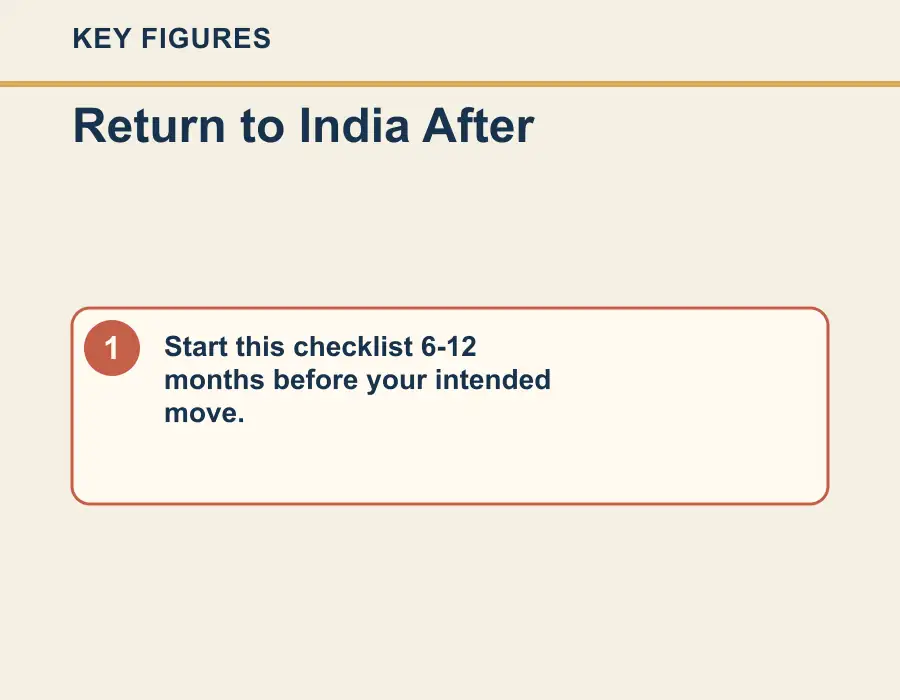 KEY FIGURES
Return to India After
1
Start this checklist 6-12
months before your intended
move.